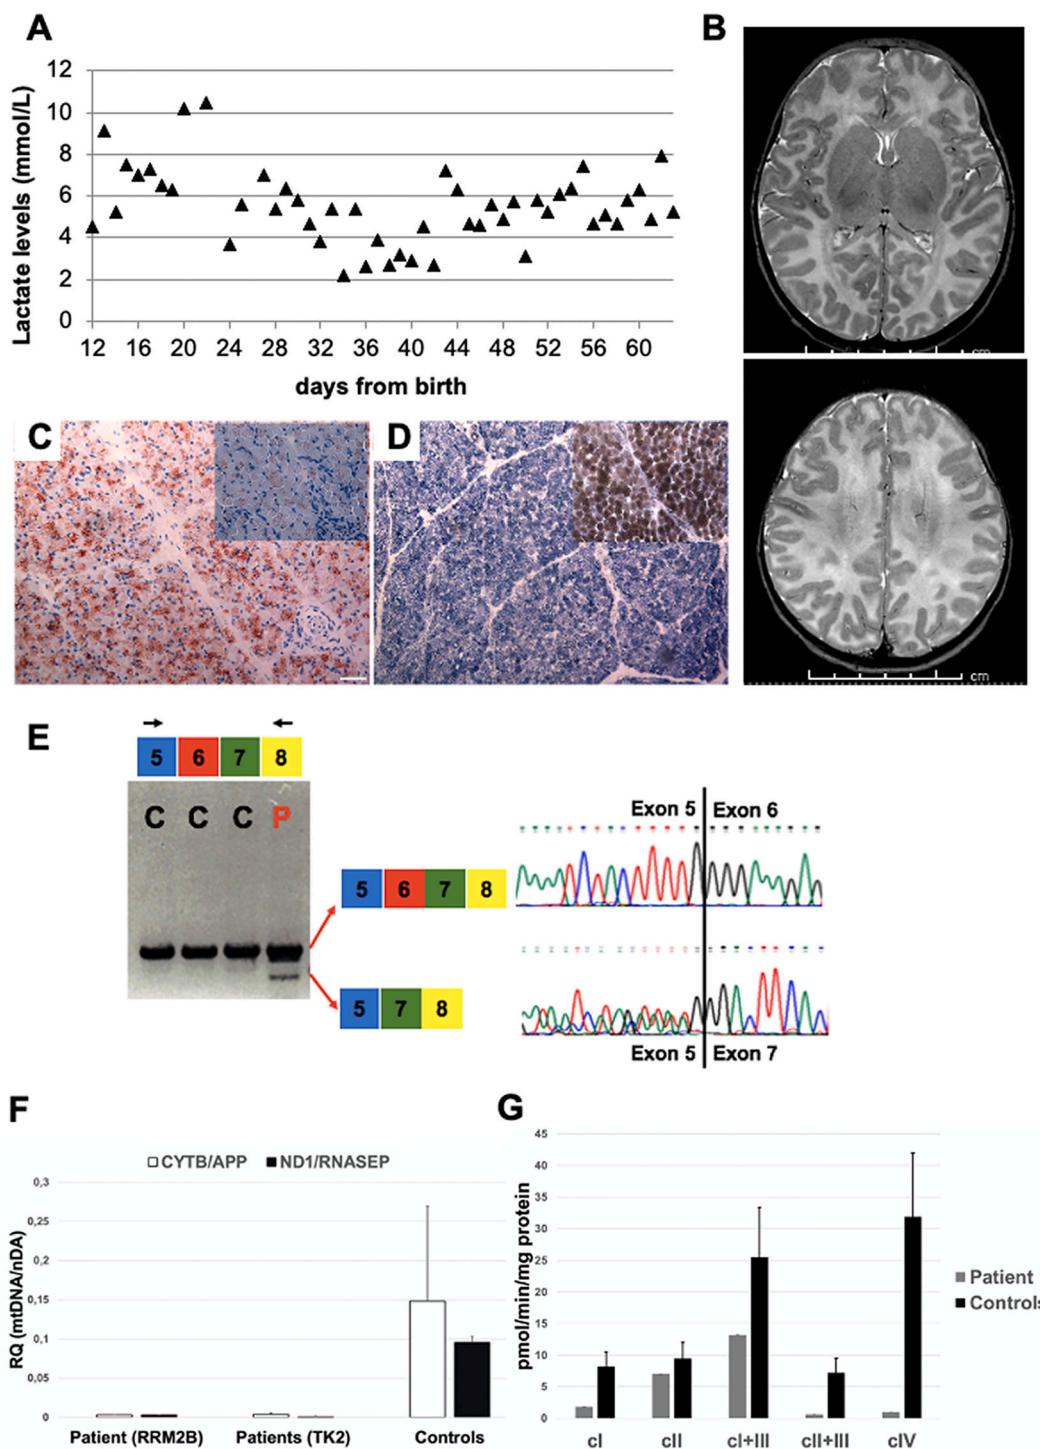 A
B
Lactate levels (mmol/L)
12
10
8
6
4
2
0
12 16 20 24 28 32 36 40 44 48 52 56 60
days from birth
cm
cm
C
D
E
5 6 7 8
C C C P
5 6 7 8
5 7 8
Exon 5 Exon 6
Exon 5 Exon 7
F
CYTB/APP ND1/RNASEP
RQ (mtDNA/nDA)
0,3
0,25
0,2
0,15
0,1
0,05
0
Patient (RRM2B) Patients (TK2) Controls
G
pmol/min/mg protein
45
40
35
30
25
20
15
10
5
0
cI cII cI+III cII+III cIV
Patient
Controls